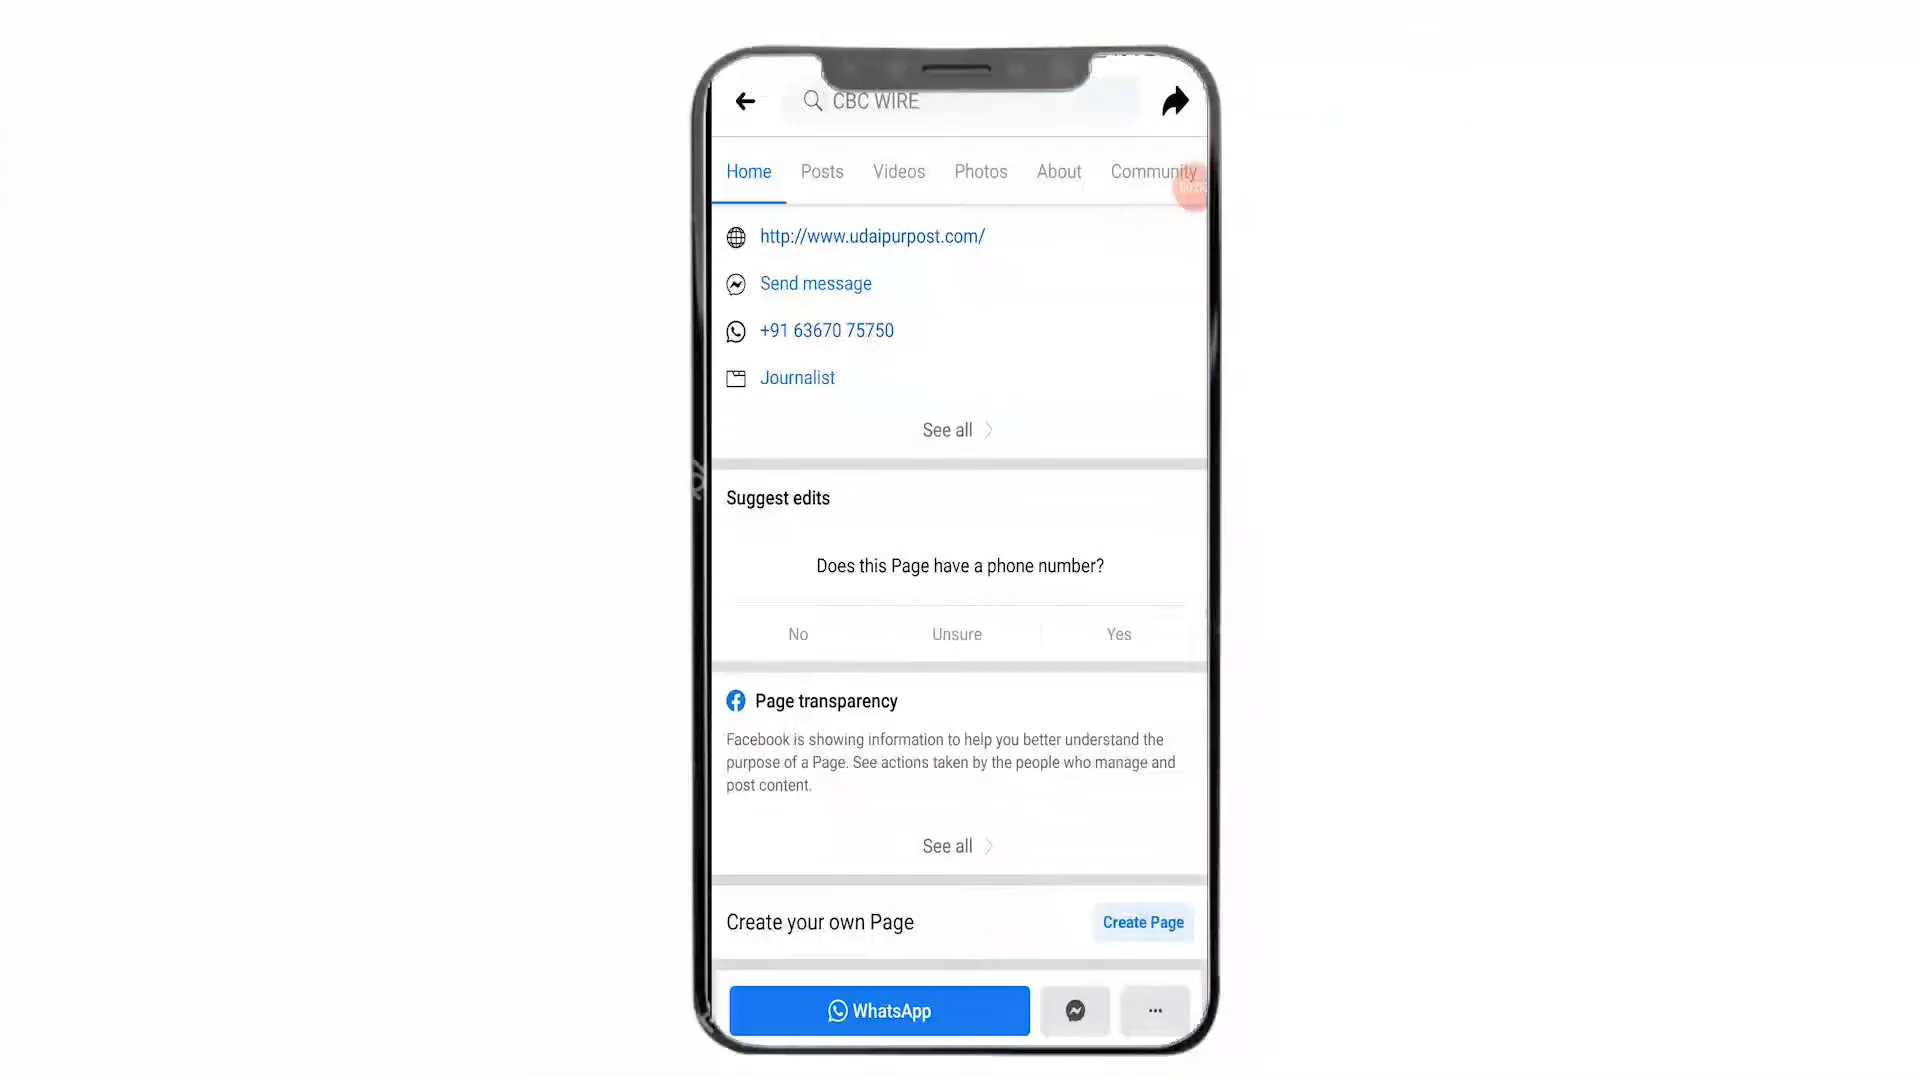 CBC WIRE
Home Posts Videos Photos About Community
http://www.udaipurpost.com/
Send message
+91 63670 75750
Journalist
See all
Suggest edits
Does this Page have a phone number?
No Unsure Yes
Page transparency
Facebook is showing information to help you better understand the
purpose of a Page. See actions taken by the people who manage and
post content.
See all
Create your own Page Create Page
WhatsApp